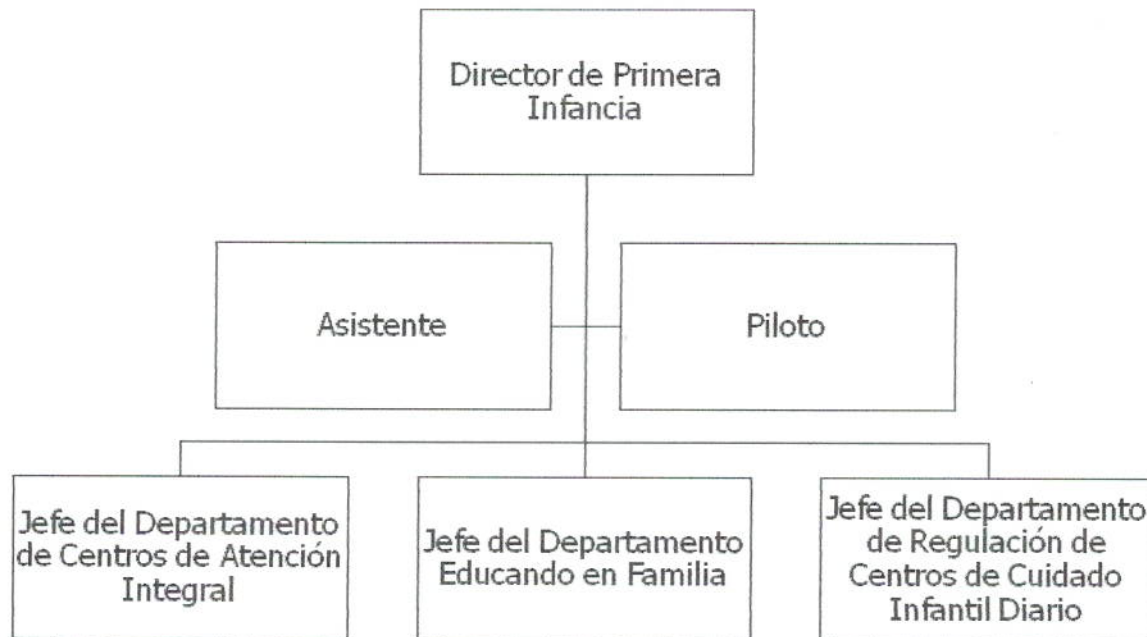 Director de Primera
Infancia
Asistente
Piloto
Jefe del Departamento
de Centros de Atención
Integral
Jefe del Departamento
Educando en Familia
Jefe del Departamento
de Regulación de
Centros de Cuidado
Infantil Diario